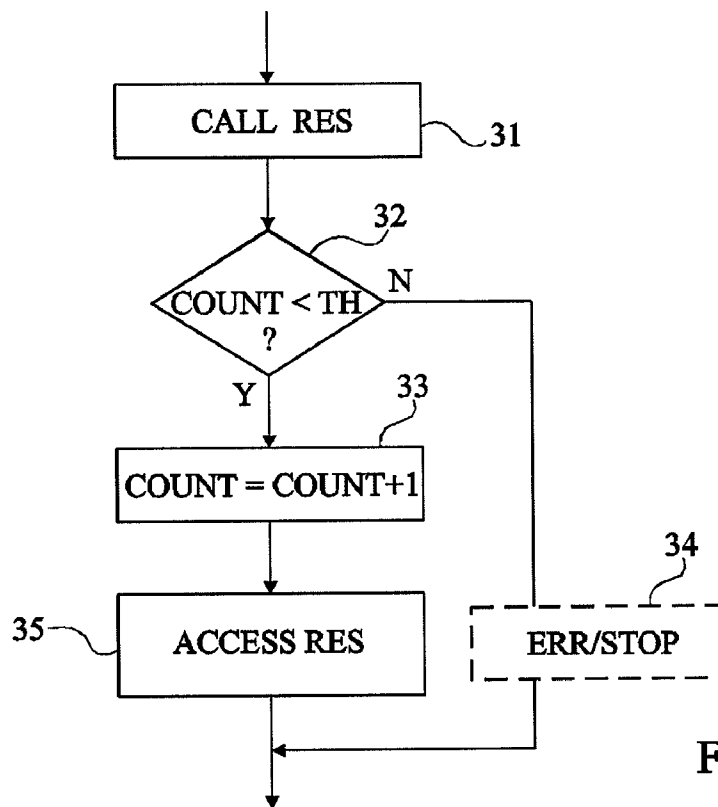 CALL RES
31
32
COUNT < TH
?
N
Y
33
COUNT = COUNT+1
34
35
ACCESS RES
ERR/STOP
F